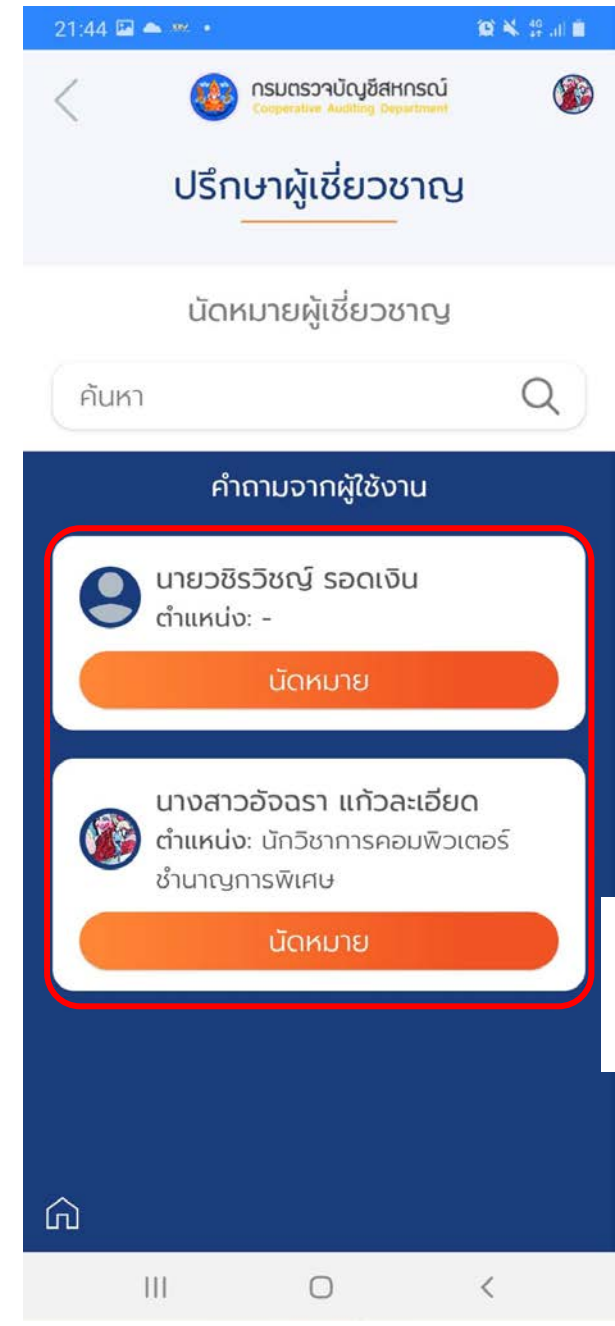 21:44
4G
กรมตรวจบัญชีสหกรณ์
Cooperative Auditing Department
ปรึกษาผู้เชี่ยวชาญ
นัดหมายผู้เชี่ยวชาญ
ค้นหา
คำถามจากผู้ใช้งาน
นายวชิรวิชญ์ รอดเงิน
ตำแหน่ง: -
นัดหมาย
นางสาวอัจฉรา แก้วละเอียด
ตำแหน่ง: นักวิชาการคอมพิวเตอร์
ชำนาญการพิเศษ
นัดหมาย